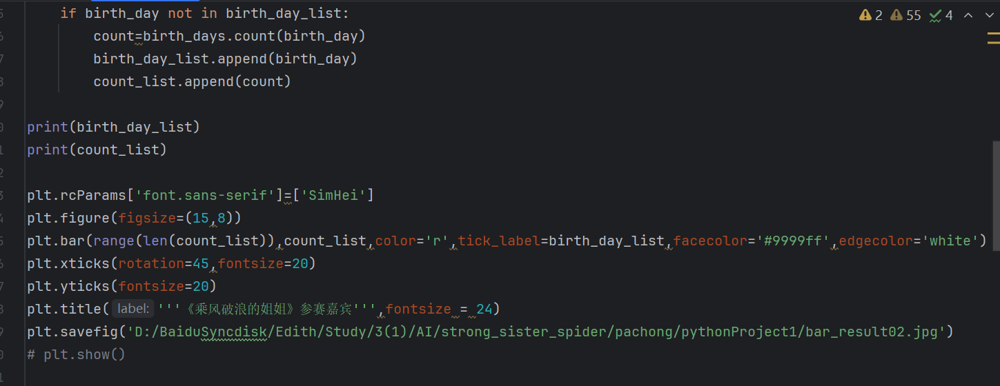 if birth_day not in birth_day_list:
2 55 4
count=birth_days.count(birth_day)
birth_day_list.append(birth_day)
count_list.append(count)
print(birth_day_list)
print(count_list)
plt.rcParams['font.sans-serif']=['SimHei']
plt.figure(figsize=(15,8))
plt.bar(range(len(count_list)),count_list,color='r',tick_label=birth_day_list,facecolor='#9999ff',edgecolor='white')
plt.xticks(rotation=45,fontsize=20)
plt.yticks(fontsize=20)
plt.title( label: '''《乘风破浪的姐姐》参赛嘉宾''',fontsize = 24)
plt.savefig('D:/BaiduSyncdisk/Edith/Study/3(1)/AI/strong_sister_spider/pachong/pythonProject1/bar_result02.jpg')
# plt.show()